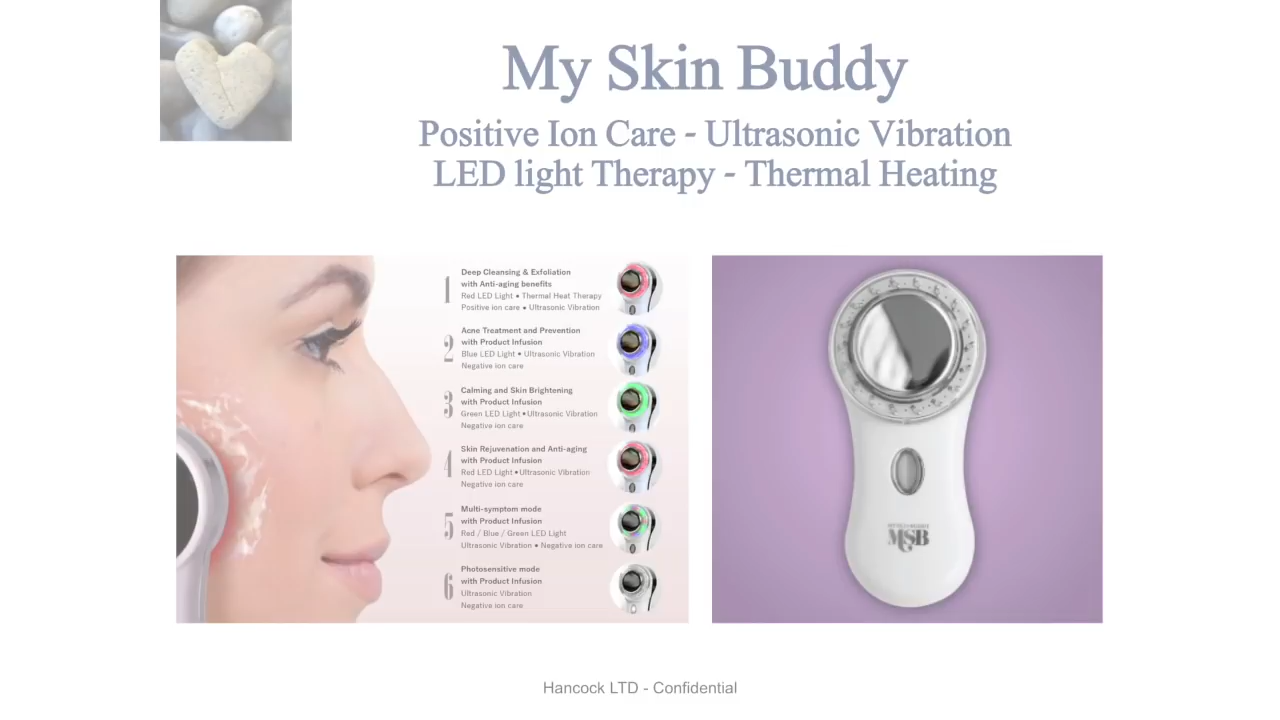 My Skin Buddy
Positive Ion Care - Ultrasonic Vibration
LED light Therapy - Thermal Heating
1
Deep Cleansing & Exfoliation
with Anti-aging benefits
Red LED Light • Thermal Heat Therapy
Positive ion care • Ultrasonic Vibration
2
Acne Treatment and Prevention
with Product Infusion
Blue LED Light • Ultrasonic Vibration
Negative ion care
3
Calming and Skin Brightening
with Product Infusion
Green LED Light • Ultrasonic Vibration
Negative ion care
4
Skin Rejuvenation and Anti-aging
with Product Infusion
Red LED Light • Ultrasonic Vibration
Negative ion care
5
Multi-symptom mode
with Product Infusion
Red / Blue / Green LED Light
Ultrasonic Vibration • Negative ion care
6
Photosensitive mode
with Product Infusion
Ultrasonic Vibration
Negative ion care
MSB
Hancock LTD - Confidential